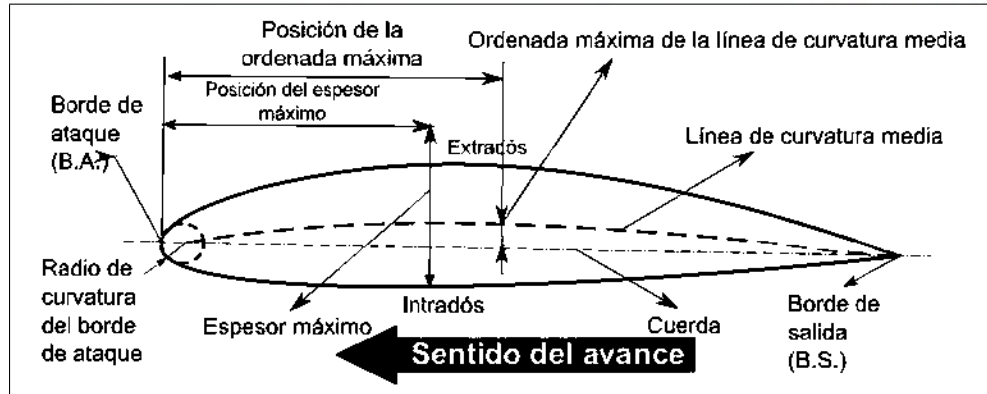 Posición de la
ordenada máxima
Ordenada máxima de la línea de curvatura media
Posición del espesor
máximo
Borde de
ataque
(B.A.)
Extradós
Línea de curvatura media
Radio de
curvatura
del borde
de ataque
Espesor máximo
Intradós
Cuerda
Borde de
salida
(B.S.)
Sentido del avance